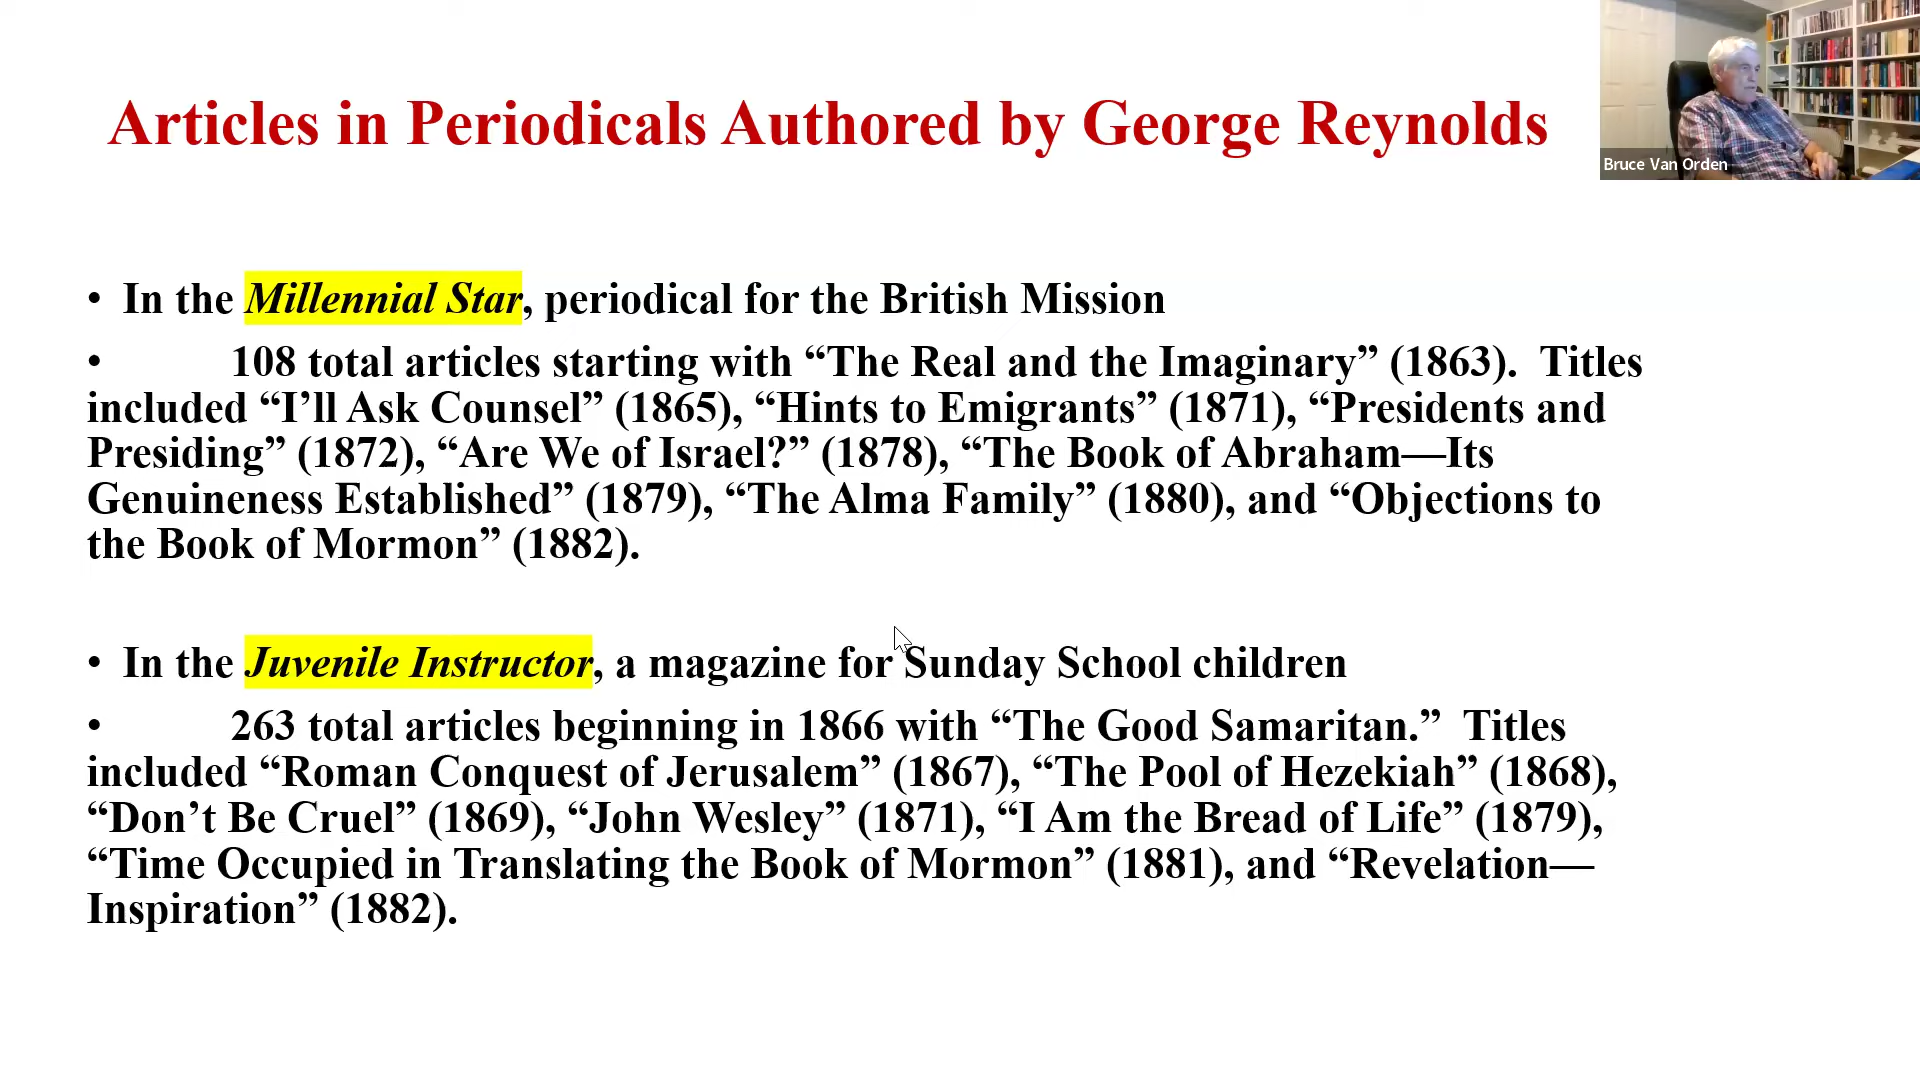 Articles in Periodicals Authored by George Reynolds
Bruce Van Orden
• In the Millennial Star, periodical for the British Mission
• 108 total articles starting with “The Real and the Imaginary” (1863).  Titles
included “I’ll Ask Counsel” (1865), “Hints to Emigrants” (1871), “Presidents and
Presiding” (1872), “Are We of Israel?” (1878), “The Book of Abraham—Its
Genuineness Established” (1879), “The Alma Family” (1880), and “Objections to
the Book of Mormon” (1882).
• In the Juvenile Instructor, a magazine for Sunday School children
• 263 total articles beginning in 1866 with “The Good Samaritan.”  Titles
included “Roman Conquest of Jerusalem” (1867), “The Pool of Hezekiah” (1868),
“Don’t Be Cruel” (1869), “John Wesley” (1871), “I Am the Bread of Life” (1879),
“Time Occupied in Translating the Book of Mormon” (1881), and “Revelation—
Inspiration” (1882).